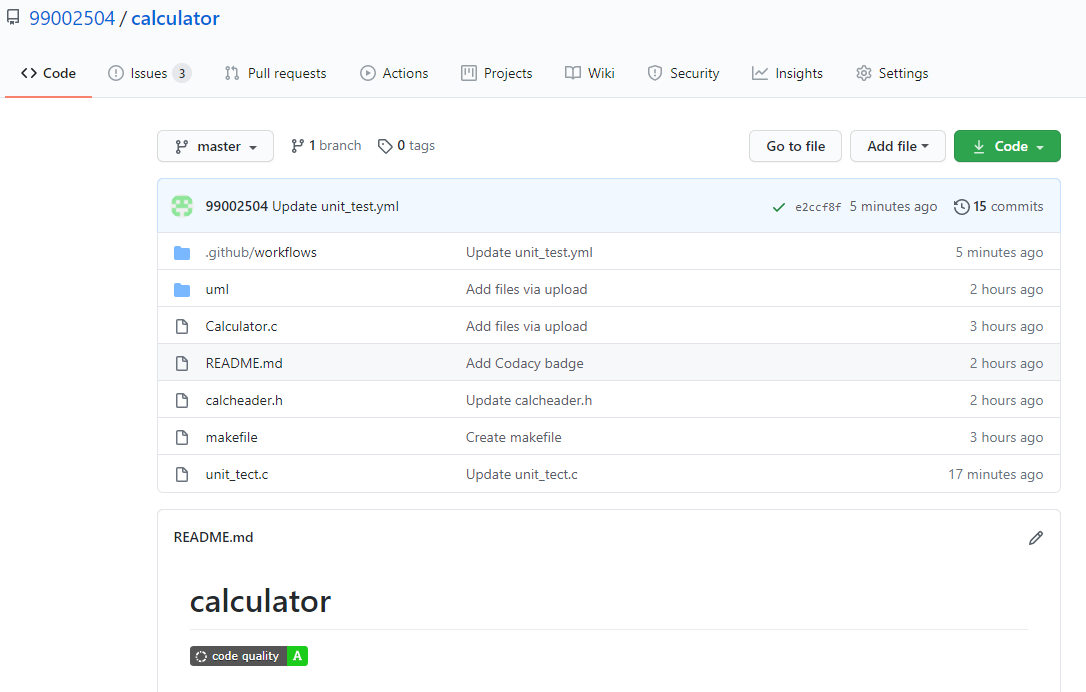 99002504 / calculator
Code Issues 3 Pull requests Actions Projects Wiki Security Insights Settings
master 1 branch 0 tags Go to file Add file Code
99002504 Update unit_test.yml e2ccf8f 5 minutes ago 15 commits
.github/workflows Update unit_test.yml 5 minutes ago
uml Add files via upload 2 hours ago
Calculator.c Add files via upload 3 hours ago
README.md Add Codacy badge 2 hours ago
calcheader.h Update calcheader.h 2 hours ago
makefile Create makefile 3 hours ago
unit_tect.c Update unit_tect.c 17 minutes ago
README.md
calculator
code quality A